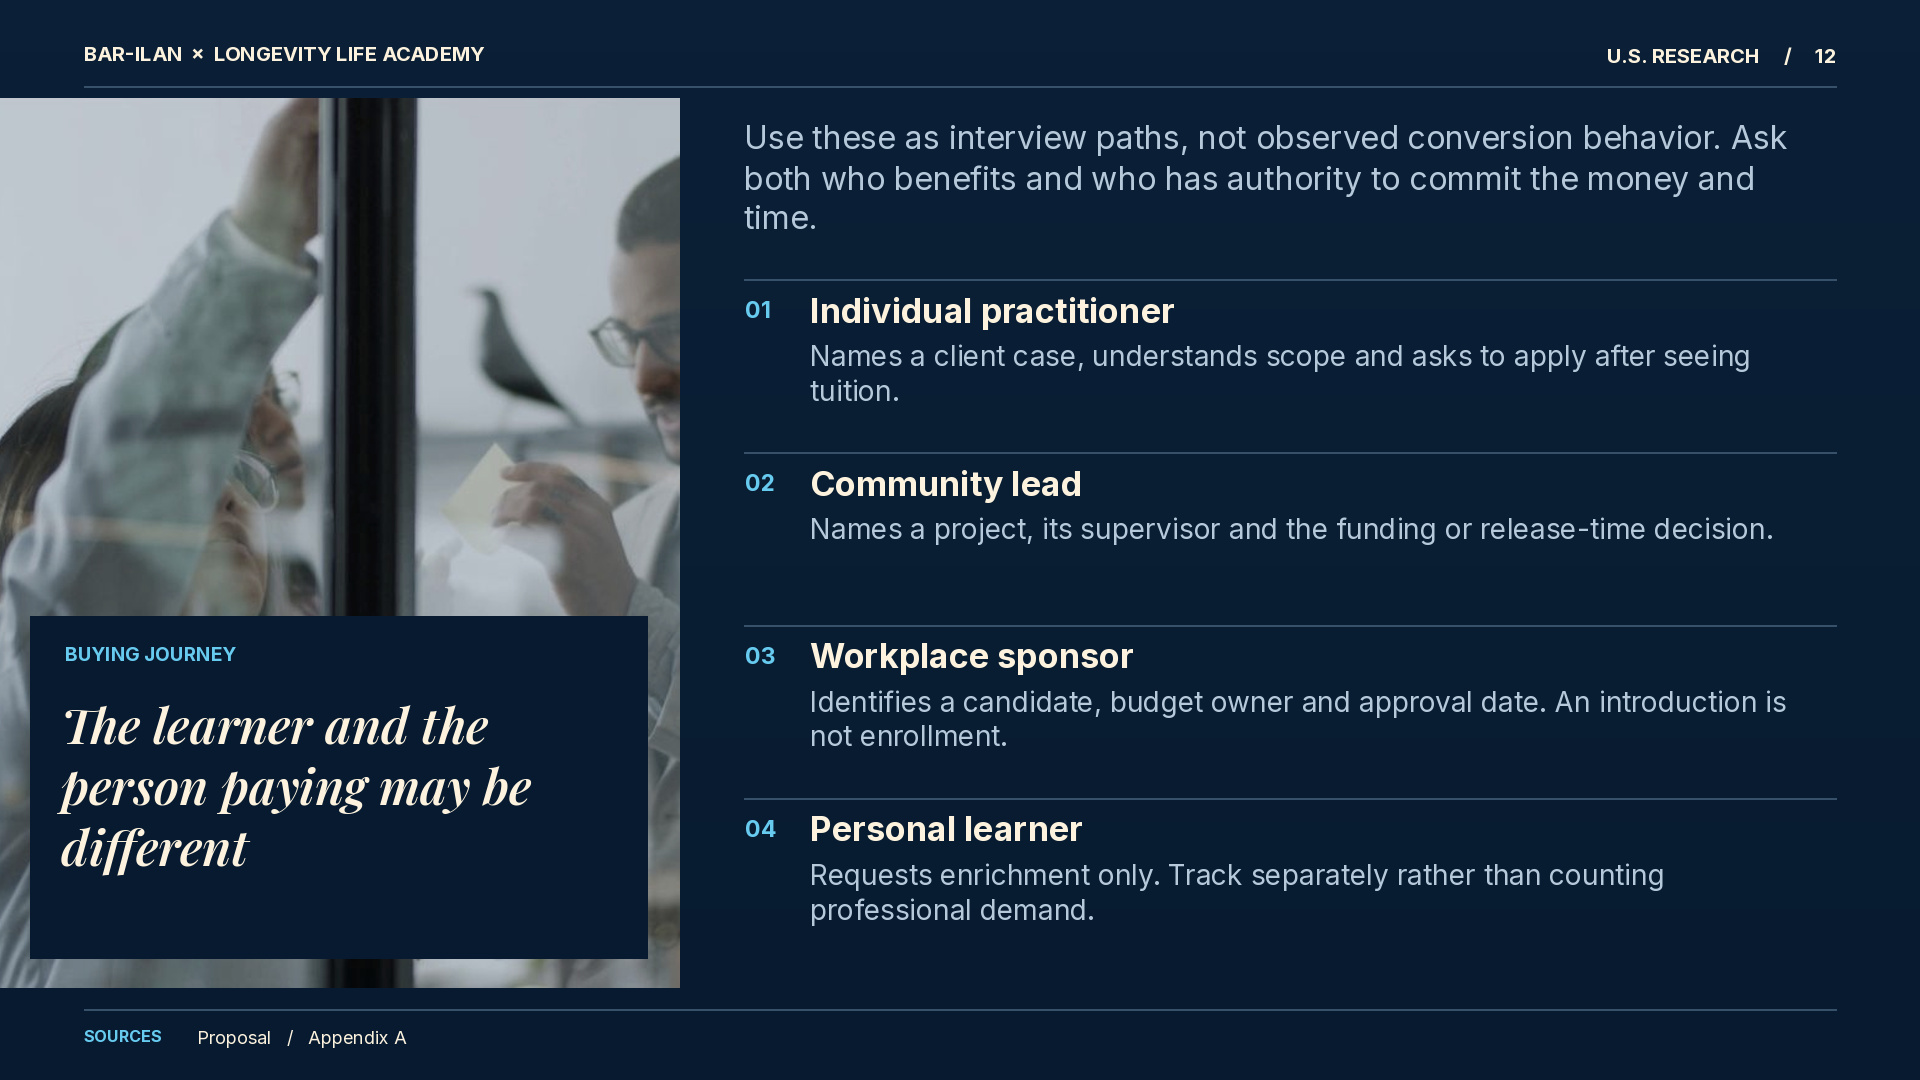 BAR-ILAN × LONGEVITY LIFE ACADEMY
U.S. RESEARCH / 12
BUYING JOURNEY
The learner and the
person paying may be
different
Use these as interview paths, not observed conversion behavior. Ask
both who benefits and who has authority to commit the money and
time.
01 Individual practitioner
Names a client case, understands scope and asks to apply after seeing
tuition.
02 Community lead
Names a project, its supervisor and the funding or release-time decision.
03 Workplace sponsor
Identifies a candidate, budget owner and approval date. An introduction is
not enrollment.
04 Personal learner
Requests enrichment only. Track separately rather than counting
professional demand.
SOURCES Proposal / Appendix A